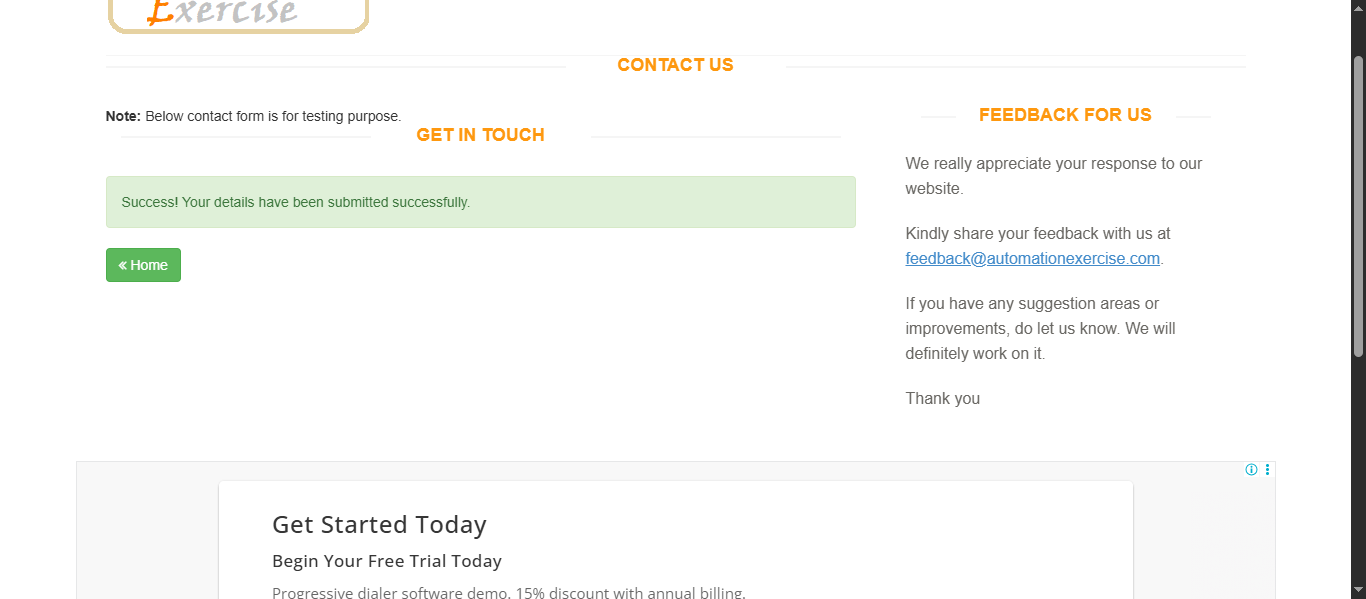 Exercise
CONTACT US
Note: Below contact form is for testing purpose.
GET IN TOUCH
Success! Your details have been submitted successfully.
« Home
FEEDBACK FOR US
We really appreciate your response to our
website.
Kindly share your feedback with us at
feedback@automationexercise.com.
If you have any suggestion areas or
improvements, do let us know. We will
definitely work on it.
Thank you
Get Started Today
Begin Your Free Trial Today
Progressive dialer software demo. 15% discount with annual billing.